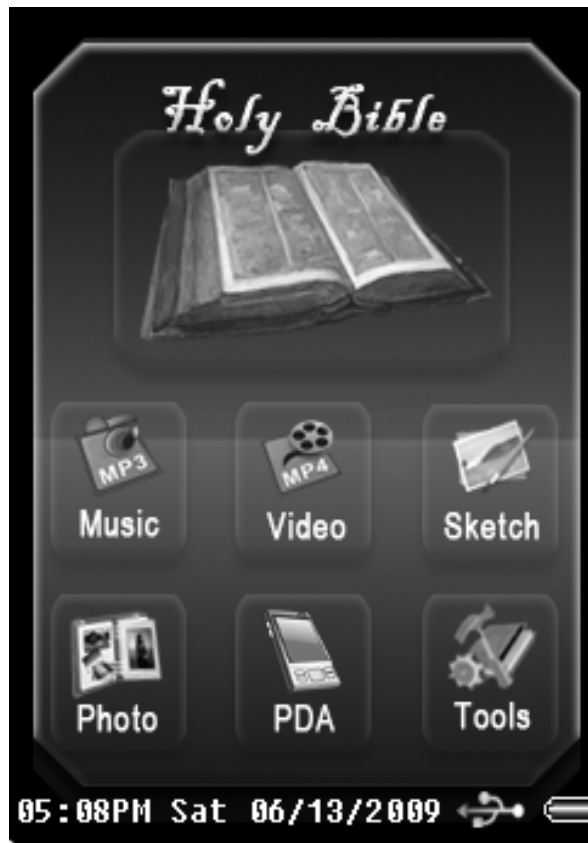 Holy Bible
MP3 MP4
Music Video Sketch
Photo PDA Tools
05:08PM Sat 06/13/2009